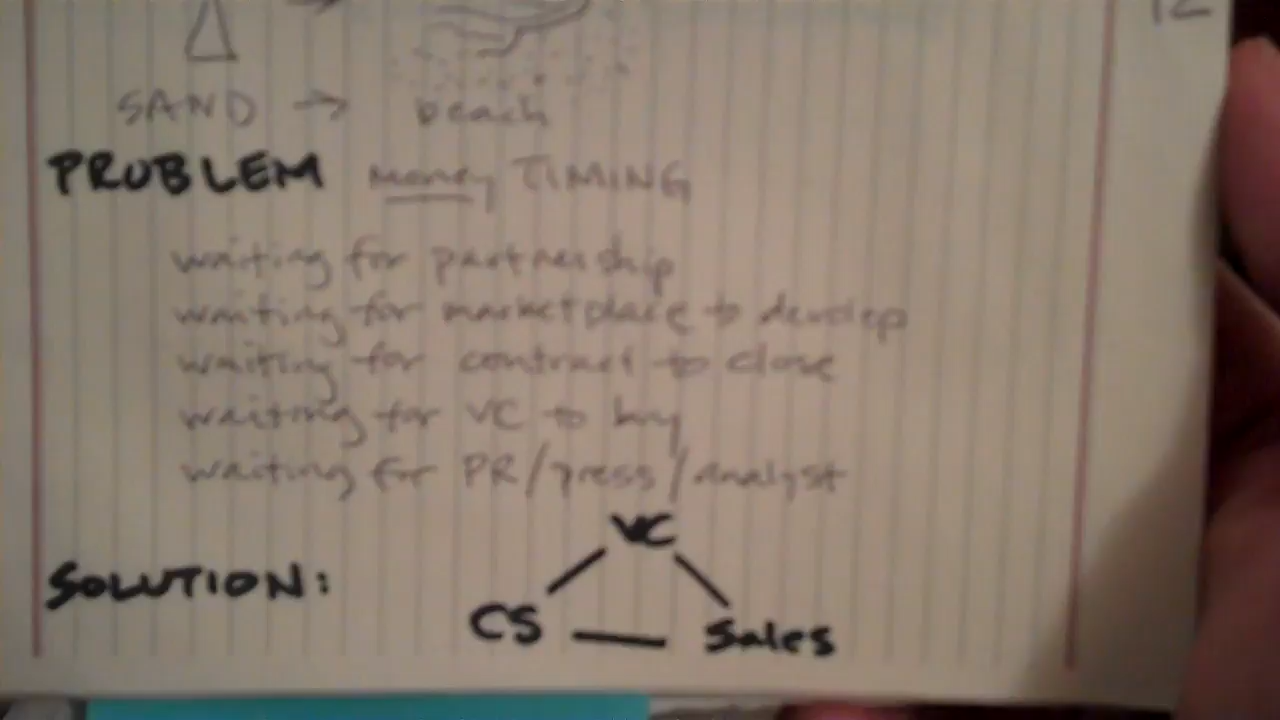 12
SAND → beach
PROBLEM money TIMING
waiting for partnership
waiting for marketplace to develop
waiting for contract to close
waiting for VC to buy
waiting for PR/press/analyst
VC
SOLUTION:
CS — Sales